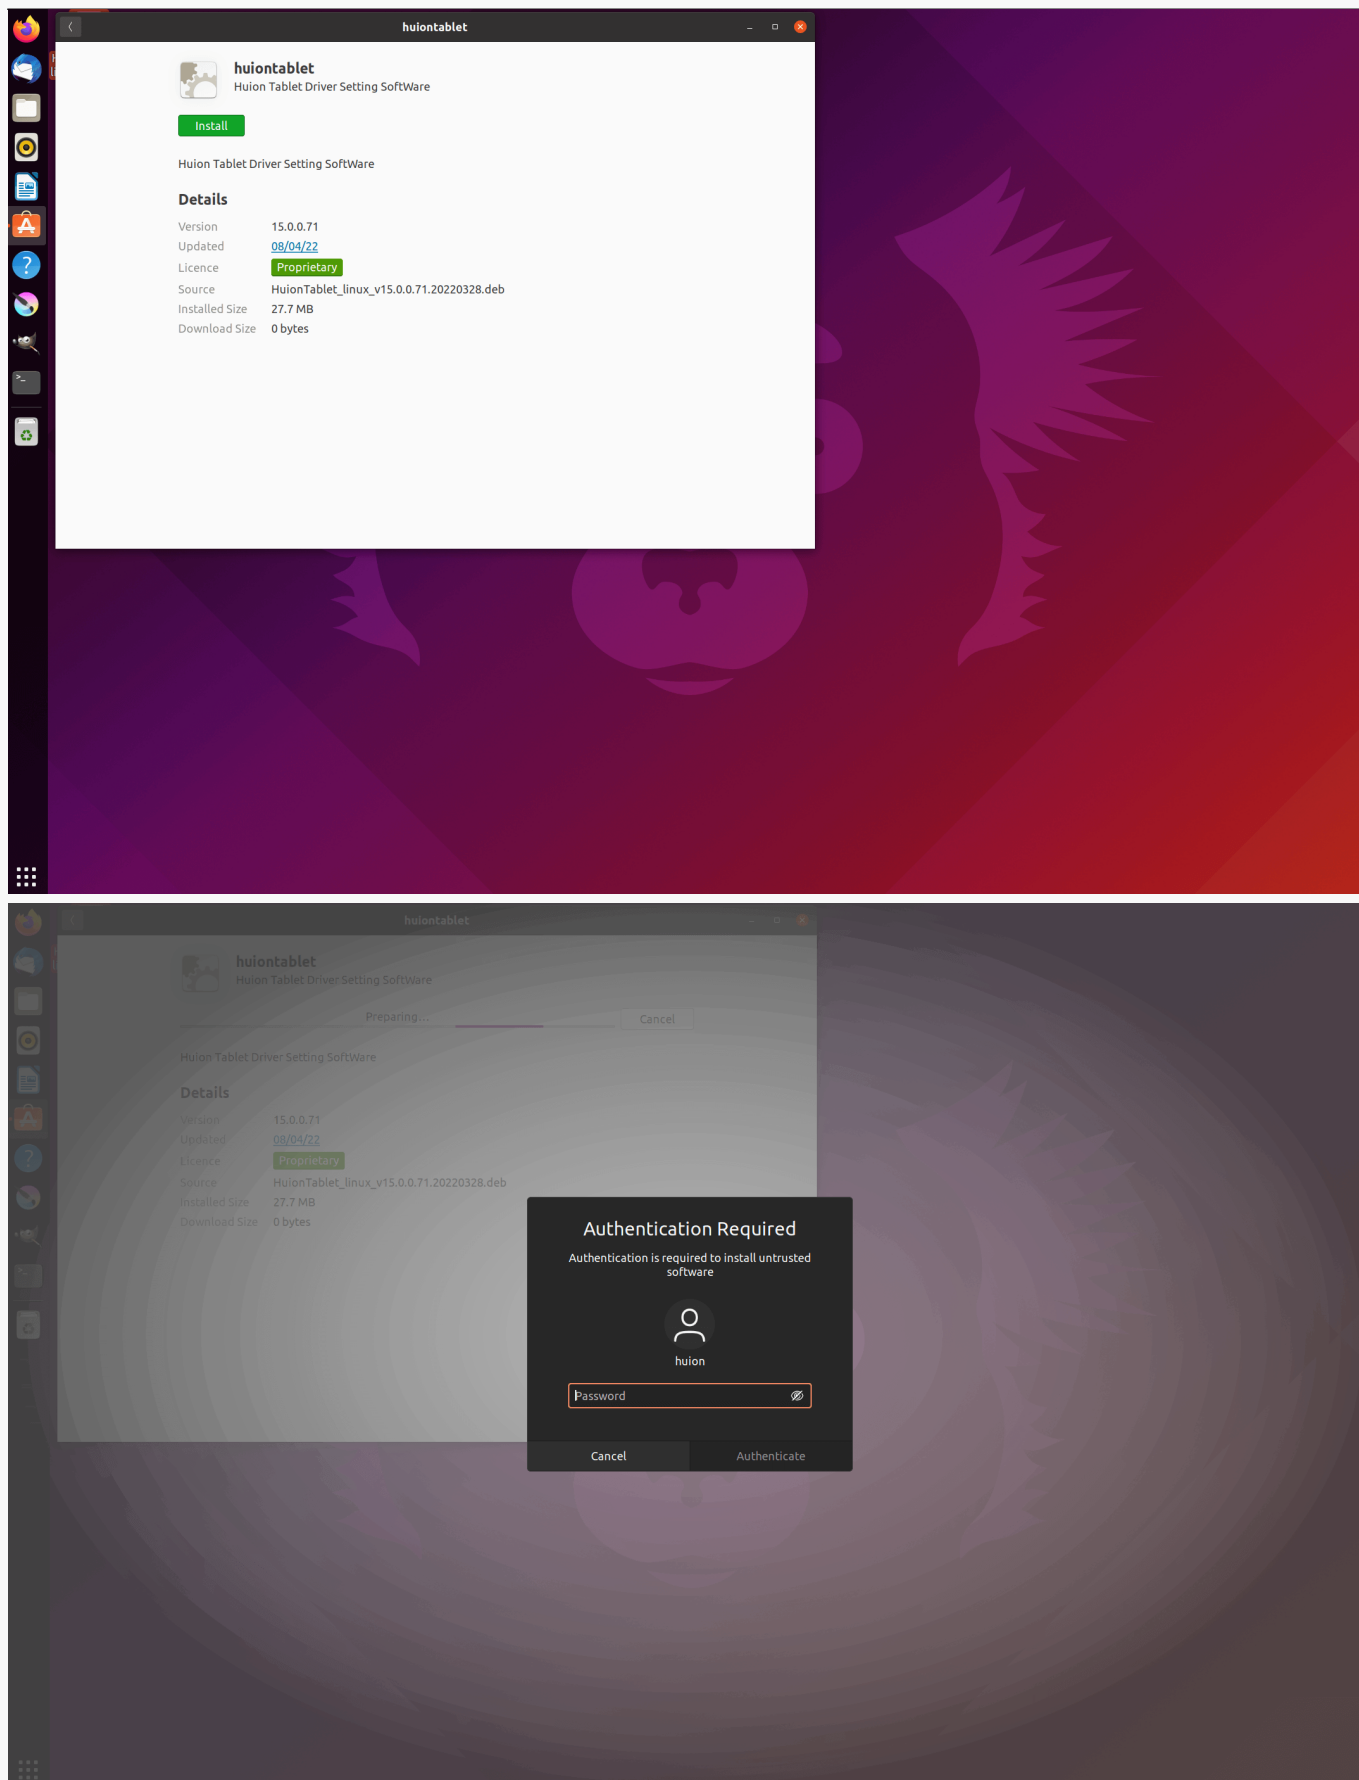 huiontablet
huiontablet
Huion Tablet Driver Setting SoftWare
Install
Huion Tablet Driver Setting SoftWare
Details
Version 15.0.0.71
Updated 08/04/22
Licence Proprietary
Source HuionTablet_linux_v15.0.0.71.20220328.deb
Installed Size 27.7 MB
Download Size 0 bytes
huiontablet
huiontablet
Huion Tablet Driver Setting SoftWare
Preparing...
Cancel
Huion Tablet Driver Setting SoftWare
Details
Version 15.0.0.71
Updated 08/04/22
Licence Proprietary
Source HuionTablet_linux_v15.0.0.71.20220328.deb
Installed Size 27.7 MB
Download Size 0 bytes
Authentication Required
Authentication is required to install untrusted
software
huion
Password
Cancel Authenticate